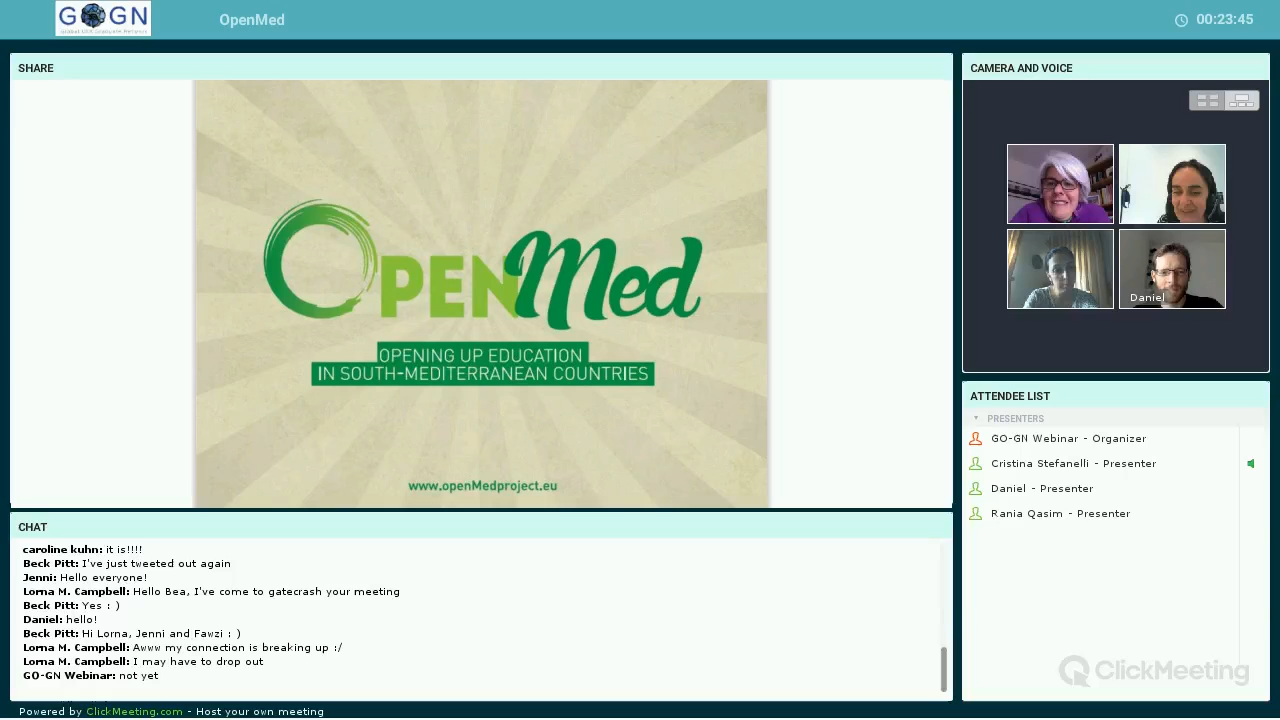 GOGN
OpenMed
00:23:45
SHARE
OPENMed
OPENING UP EDUCATION
IN SOUTH-MEDITERRANEAN COUNTRIES
www.openMedproject.eu
CAMERA AND VOICE
Daniel
ATTENDEE LIST
PRESENTERS
GO-GN Webinar - Organizer
Cristina Stefanelli - Presenter
Daniel - Presenter
Rania Qasim - Presenter
ClickMeeting
CHAT
caroline kuhn: it is!!!!
Beck Pitt: I've just tweeted out again
Jenni: Hello everyone!
Lorna M. Campbell: Hello Bea, I've come to gatecrash your meeting
Beck Pitt: Yes : )
Daniel: hello!
Beck Pitt: Hi Lorna, Jenni and Fawzi : )
Lorna M. Campbell: Awww my connection is breaking up :/
Lorna M. Campbell: I may have to drop out
GO-GN Webinar: not yet
Powered by ClickMeeting.com - Host your own meeting